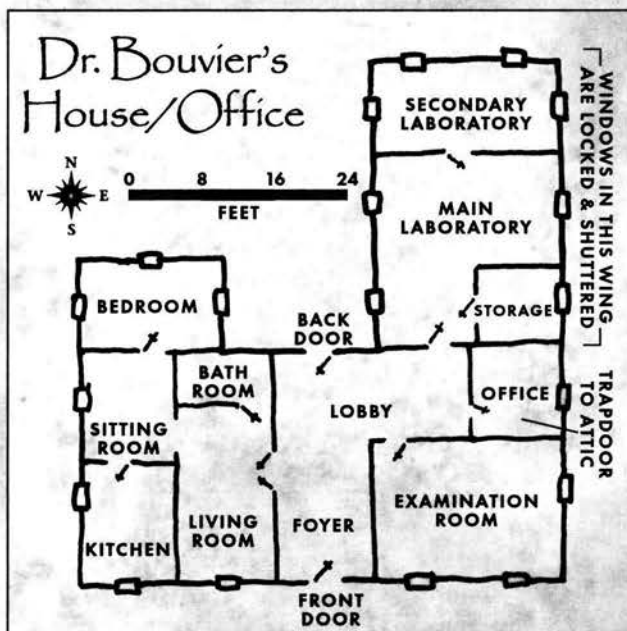 Dr. Bouvier's
House/Office
N
W E
S
0 8 16 24
FEET
SECONDARY
LABORATORY
MAIN
LABORATORY
STORAGE
WINDOWS IN THIS WING
ARE LOCKED & SHUTTERED
BEDROOM
BACK
DOOR
BATH
ROOM
LOBBY
OFFICE
TRAPDOOR
TO ATTIC
SITTING
ROOM
EXAMINATION
ROOM
KITCHEN
LIVING
ROOM
FOYER
FRONT
DOOR